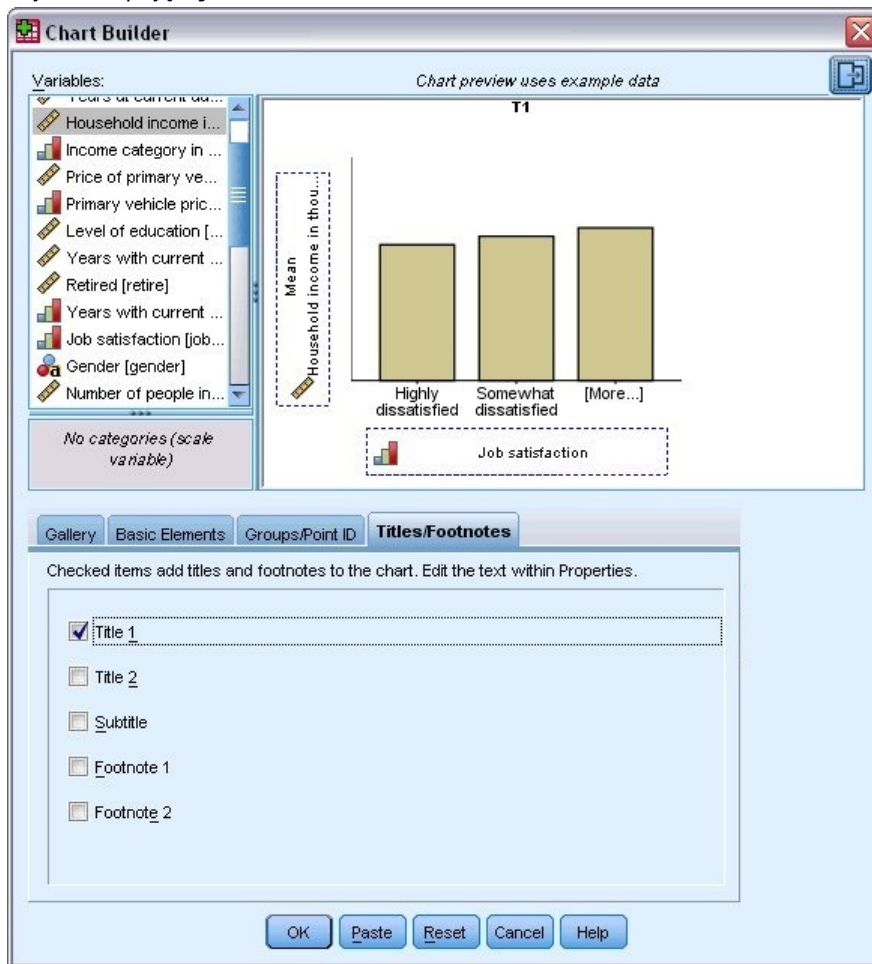 Chart Builder
Variables:
Chart preview uses example data
Household income i...
Income category in ...
Price of primary ve...
Primary vehicle pric...
Level of education [...
Years with current ...
Retired [retire]
Years with current ...
Job satisfaction [job...
Gender [gender]
Number of people in...
No categories (scale
variable)
T1
Mean
Household income in thou...
Highly
dissatisfied
Somewhat
dissatisfied
[More...]
Job satisfaction
Gallery
Basic Elements
Groups/Point ID
Titles/Footnotes
Checked items add titles and footnotes to the chart. Edit the text within Properties.
Title 1
Title 2
Subtitle
Footnote 1
Footnote 2
OK
Paste
Reset
Cancel
Help